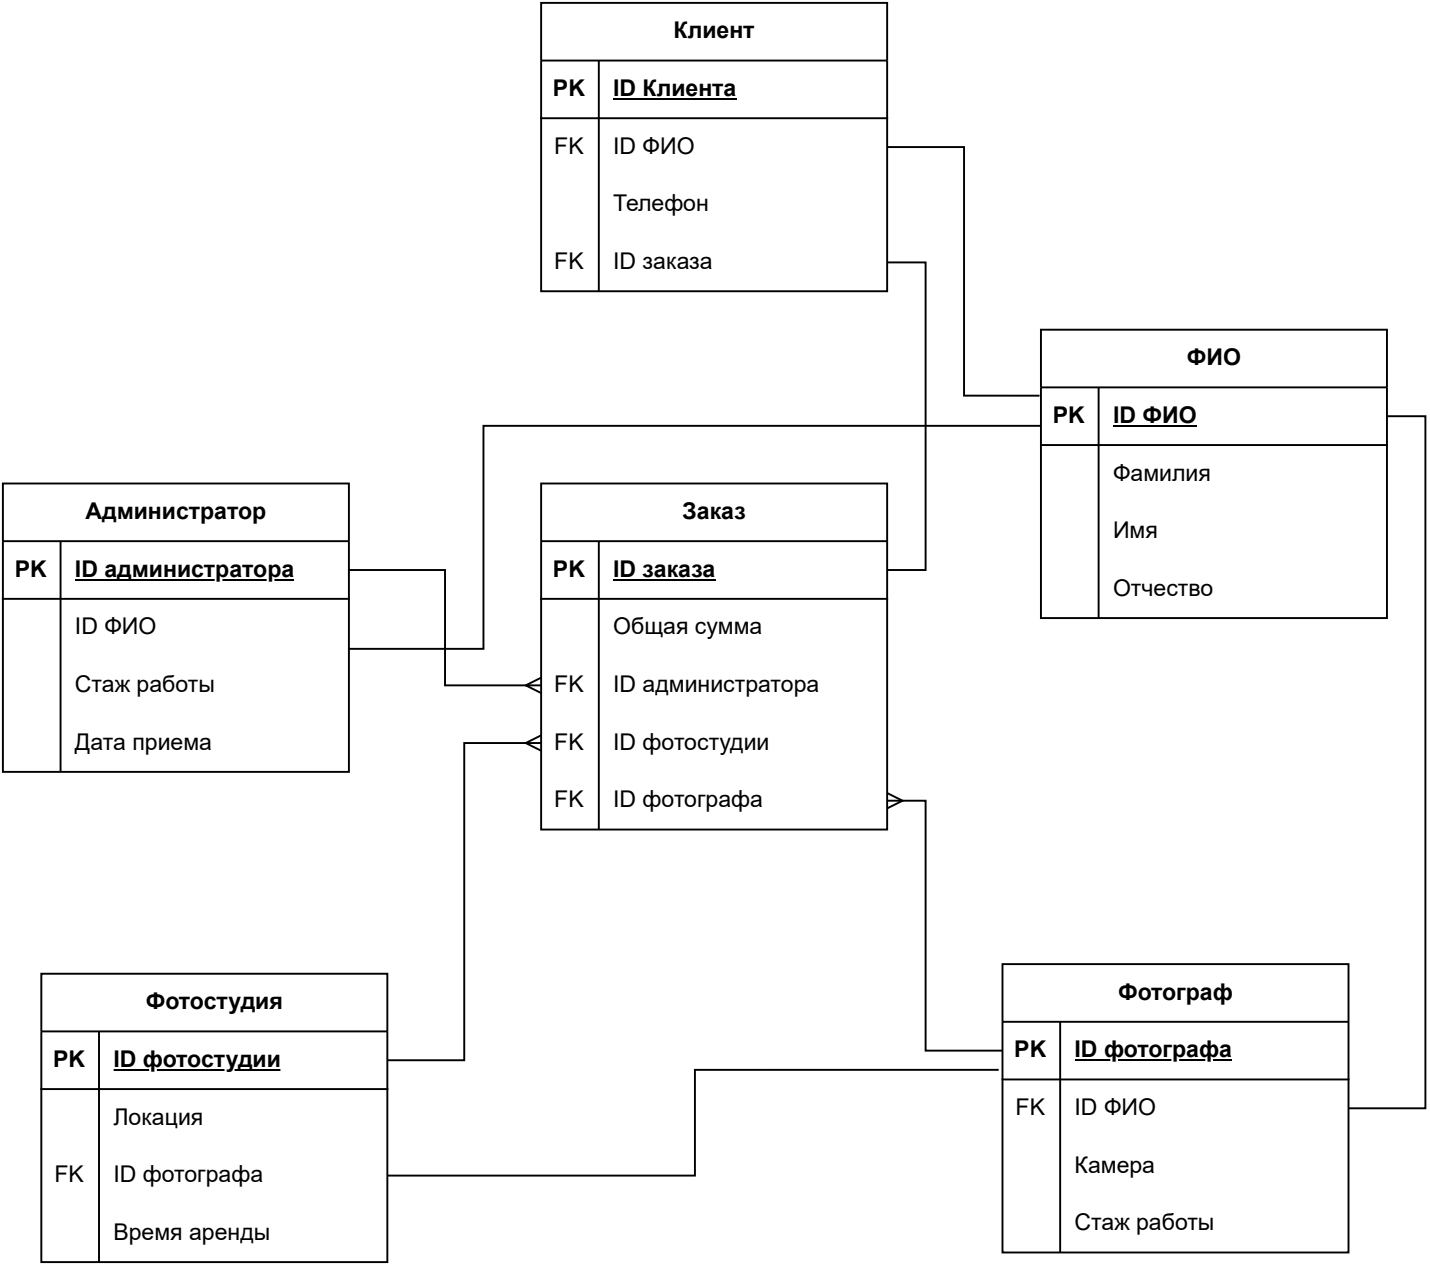 Клиент
PK ID Клиента
FK ID ФИО
Телефон
FK ID заказа
ФИО
PK ID ФИО
Фамилия
Имя
Отчество
Администратор
PK ID администратора
ID ФИО
Стаж работы
Дата приема
Заказ
PK ID заказа
Общая сумма
FK ID администратора
FK ID фотостудии
FK ID фотографа
Фотостудия
PK ID фотостудии
Локация
FK ID фотографа
Время аренды
Фотограф
PK ID фотографа
FK ID ФИО
Камера
Стаж работы